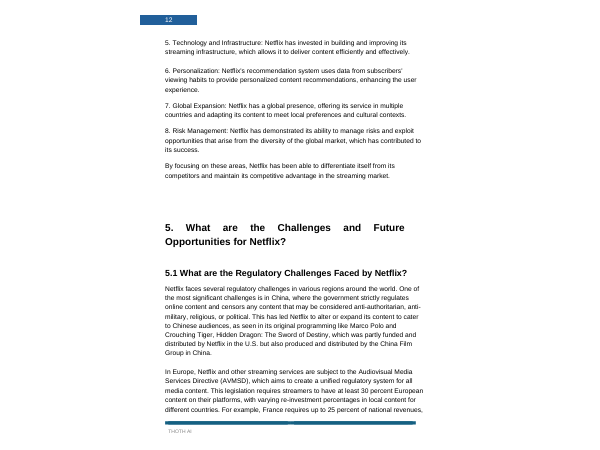 12
5. Technology and Infrastructure: Netflix has invested in building and improving its
streaming infrastructure, which allows it to deliver content efficiently and effectively.
6. Personalization: Netflix's recommendation system uses data from subscribers'
viewing habits to provide personalized content recommendations, enhancing the user
experience.
7. Global Expansion: Netflix has a global presence, offering its service in multiple
countries and adapting its content to meet local preferences and cultural contexts.
8. Risk Management: Netflix has demonstrated its ability to manage risks and exploit
opportunities that arise from the diversity of the global market, which has contributed to
its success.
By focusing on these areas, Netflix has been able to differentiate itself from its
competitors and maintain its competitive advantage in the streaming market.
5. What are the Challenges and Future
Opportunities for Netflix?
5.1 What are the Regulatory Challenges Faced by Netflix?
Netflix faces several regulatory challenges in various regions around the world. One of
the most significant challenges is in China, where the government strictly regulates
online content and censors any content that may be considered anti-authoritarian, anti-
military, religious, or political. This has led Netflix to alter or expand its content to cater
to Chinese audiences, as seen in its original programming like Marco Polo and
Crouching Tiger, Hidden Dragon: The Sword of Destiny, which was partly funded and
distributed by Netflix in the U.S. but also produced and distributed by the China Film
Group in China.
In Europe, Netflix and other streaming services are subject to the Audiovisual Media
Services Directive (AVMSD), which aims to create a unified regulatory system for all
media content. This legislation requires streamers to have at least 30 percent European
content on their platforms, with varying re-investment percentages in local content for
different countries. For example, France requires up to 25 percent of national revenues,
THOTH AI